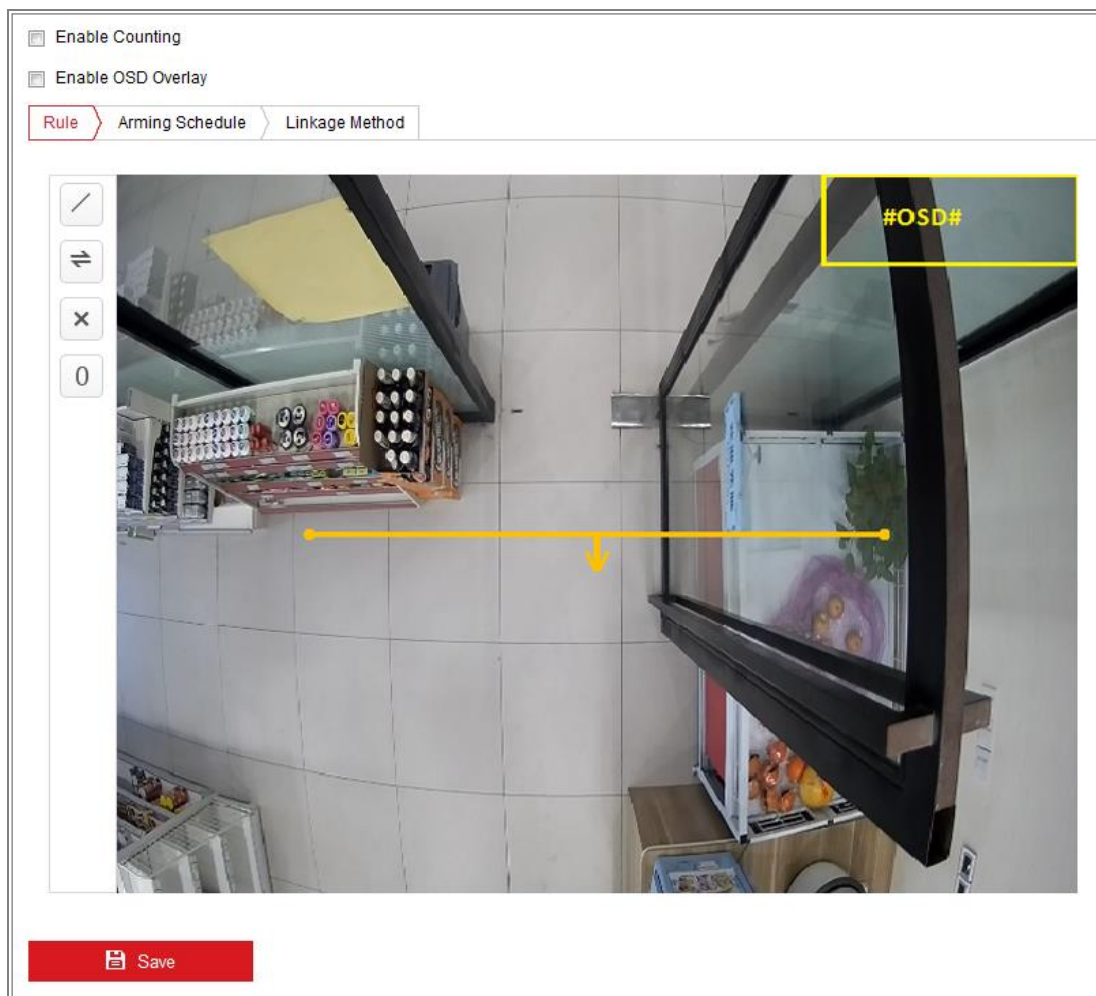 Enable Counting
Enable OSD Overlay
Rule Arming Schedule Linkage Method
#OSD#
0
Save